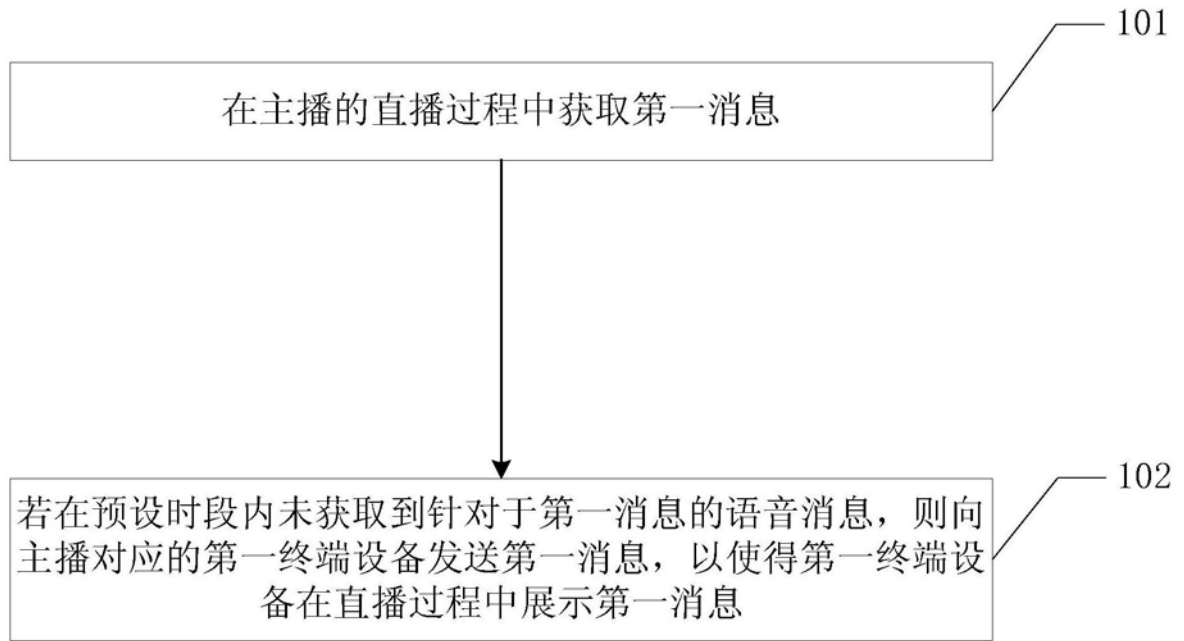 101
在主播的直播过程中获取第一消息
102
若在预设时段内未获取到针对于第一消息的语音消息，则向
主播对应的第一终端设备发送第一消息，以使得第一终端设
备在直播过程中展示第一消息